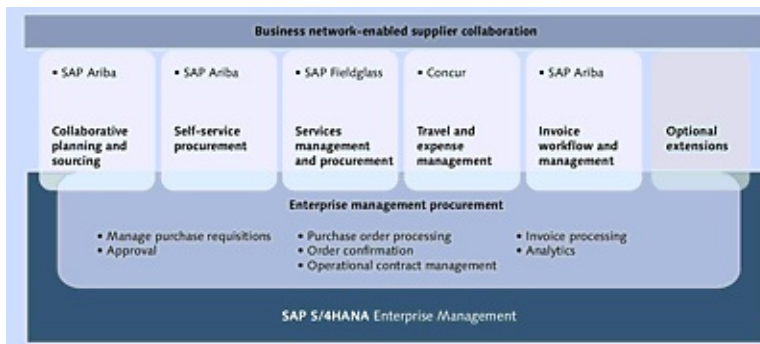 Business network-enabled supplier collaboration
▪ SAP Ariba
Collaborative
planning and
sourcing
▪ SAP Ariba
Self-service
procurement
▪ SAP Fieldglass
Services
management
and procurement
▪ Concur
Travel and
expense
management
▪ SAP Ariba
Invoice
workflow and
management
Optional
extensions
Enterprise management procurement
• Manage purchase requisitions
• Approval
• Purchase order processing
• Order confirmation
• Operational contract management
• Invoice processing
• Analytics
SAP S/4HANA Enterprise Management